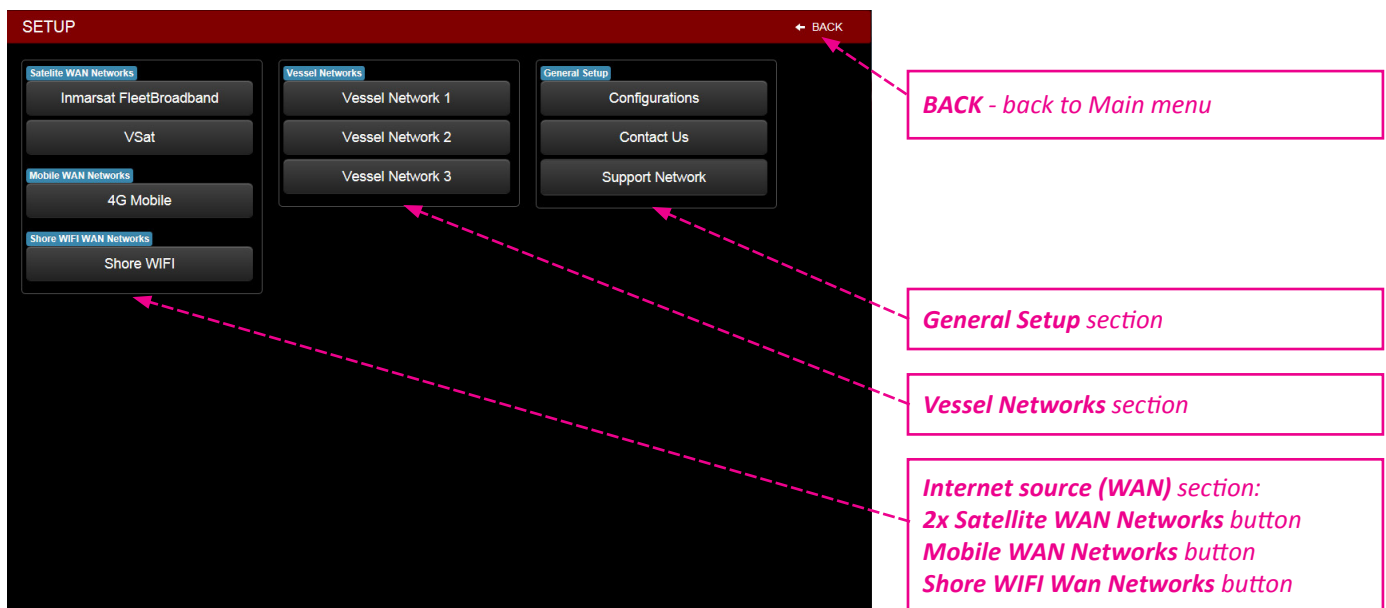 SETUP
BACK
Satelite WAN Networks
Inmarsat FleetBroadband
VSat
Mobile WAN Networks
4G Mobile
Shore WIFI WAN Networks
Shore WIFI
Vessel Networks
Vessel Network 1
Vessel Network 2
Vessel Network 3
General Setup
Configurations
Contact Us
Support Network
BACK - back to Main menu
General Setup section
Vessel Networks section
Internet source (WAN) section:
2x Satellite WAN Networks button
Mobile WAN Networks button
Shore WIFI Wan Networks button